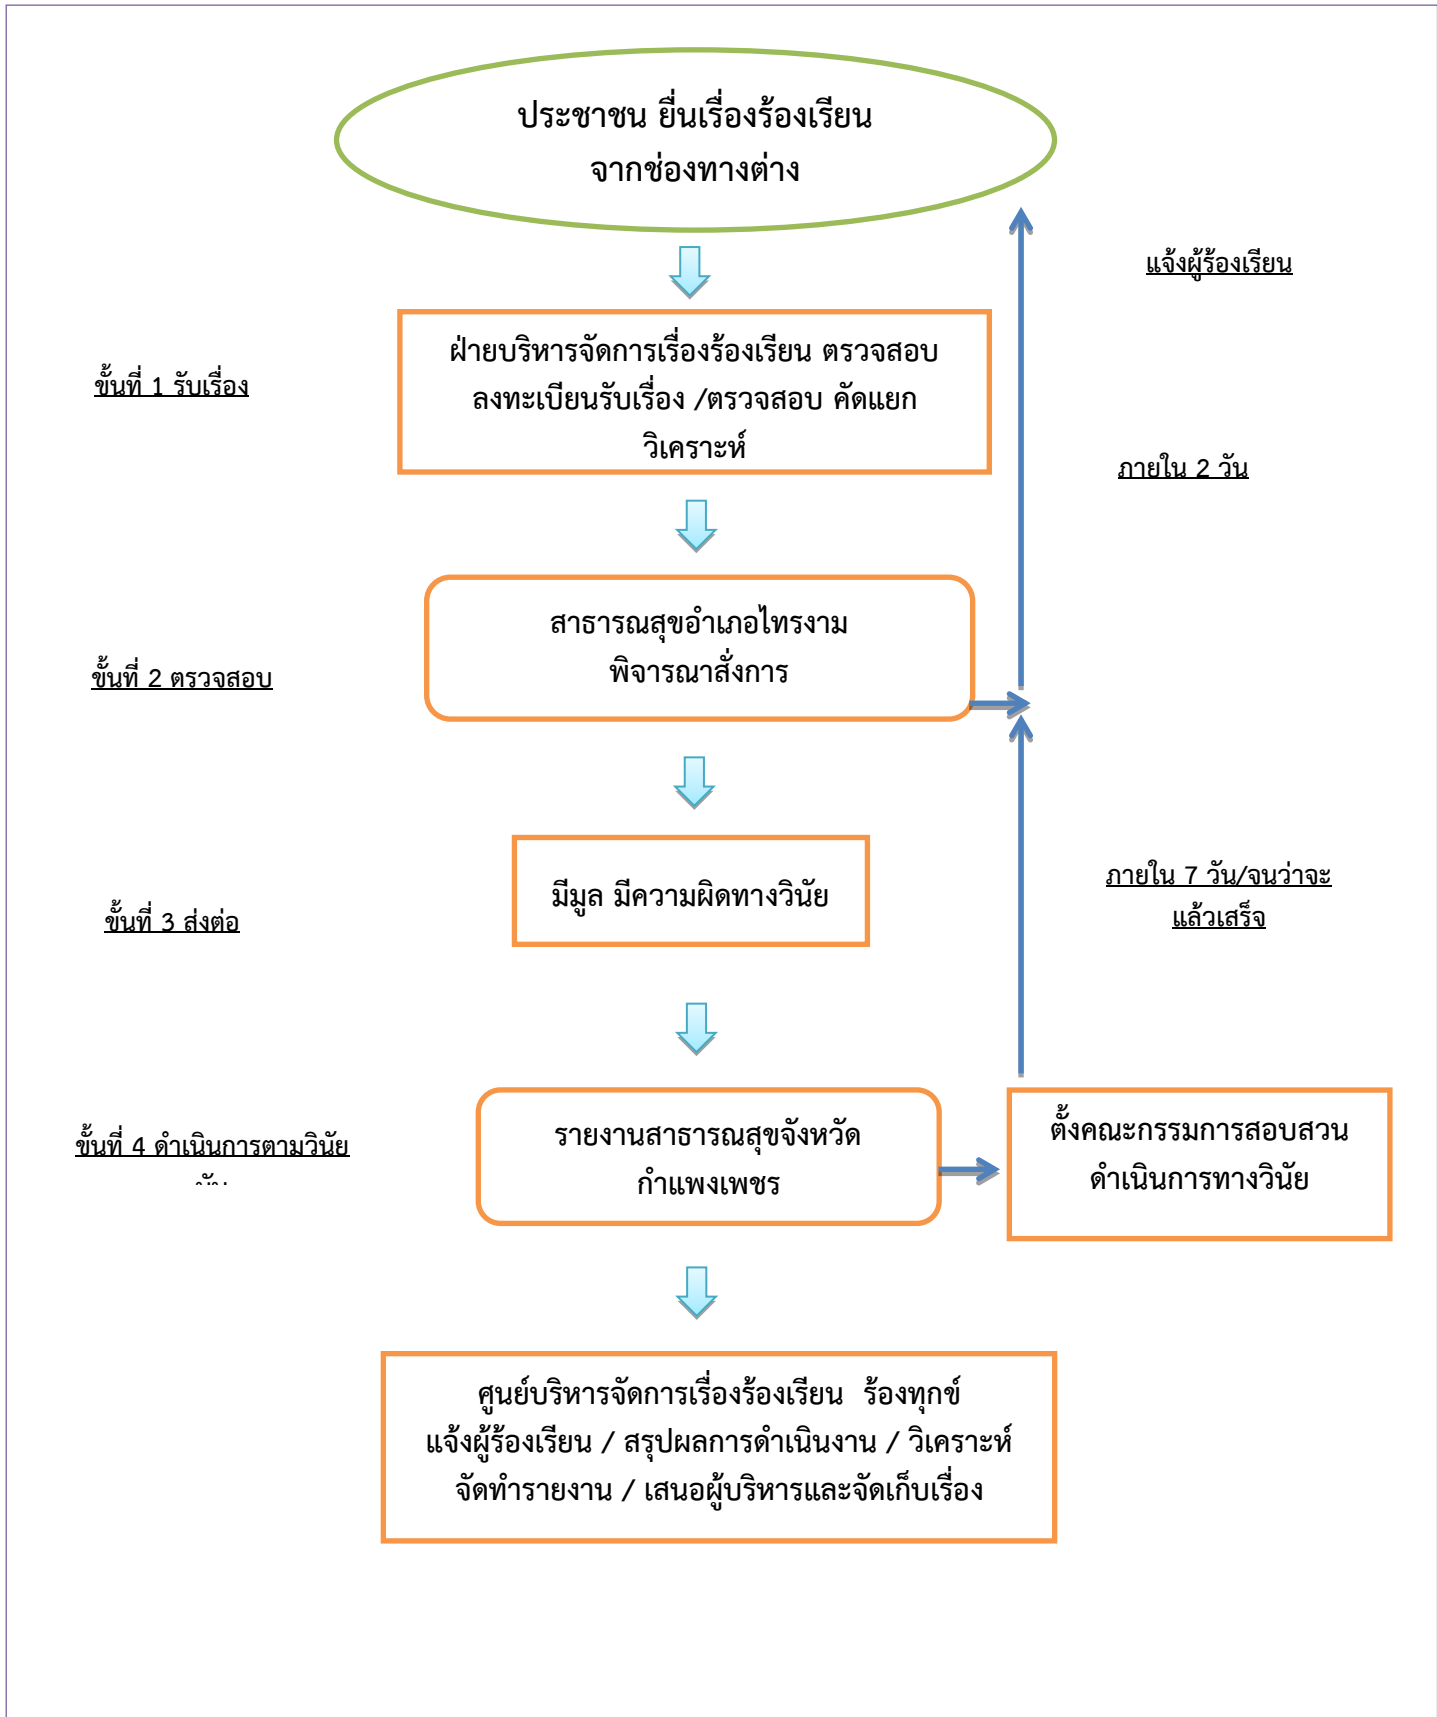 ประชาชน ยื่นเรื่องร้องเรียน
จากช่องทางต่าง
แจ้งผู้ร้องเรียน
ขั้นที่ 1 รับเรื่อง
ฝ่ายบริหารจัดการเรื่องร้องเรียน ตรวจสอบ
ลงทะเบียนรับเรื่อง /ตรวจสอบ คัดแยก
วิเคราะห์
ภายใน 2 วัน
ขั้นที่ 2 ตรวจสอบ
สาธารณสุขอำเภอไทรงาม
พิจารณาสั่งการ
ขั้นที่ 3 ส่งต่อ
มีมูล มีความผิดทางวินัย
ภายใน 7 วัน/จนว่าจะ
แล้วเสร็จ
ขั้นที่ 4 ดำเนินการตามวินัย
รายงานสาธารณสุขจังหวัด
กำแพงเพชร
ตั้งคณะกรรมการสอบสวน
ดำเนินการทางวินัย
ศูนย์บริหารจัดการเรื่องร้องเรียน  ร้องทุกข์
แจ้งผู้ร้องเรียน / สรุปผลการดำเนินงาน / วิเคราะห์
จัดทำรายงาน / เสนอผู้บริหารและจัดเก็บเรื่อง